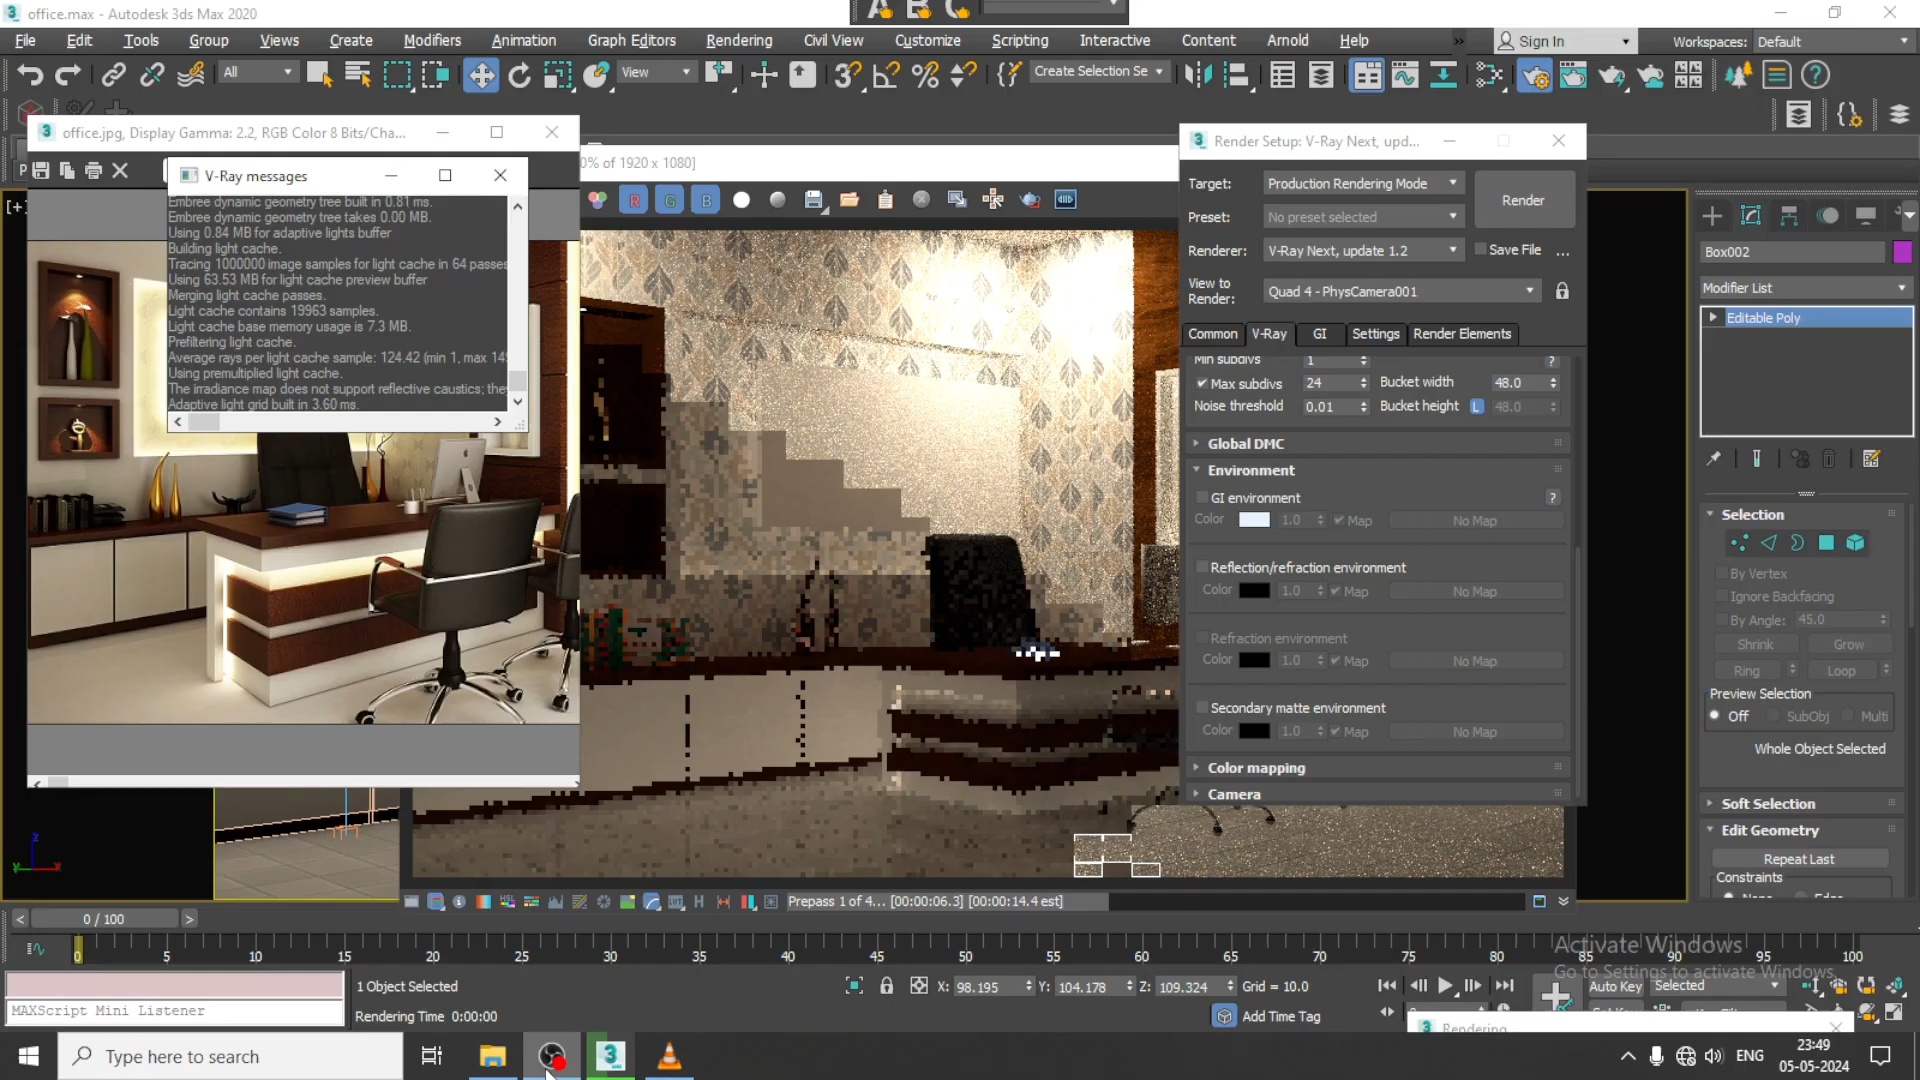 office.max - Autodesk 3ds Max 2020
File Edit Tools Group Views Create Modifiers Animation Graph Editors Rendering Civil View Customize Scripting Interactive Content Arnold Help
Sign In
Workspaces: Default
All
View
Create Selection Se
office.jpg, Display Gamma: 2.2, RGB Color 8 Bits/Cha...
V-Ray messages
Embree dynamic geometry tree built in 0.81 ms.
Embree dynamic geometry tree takes 0.00 MB.
Using 0.84 MB for adaptive lights buffer
Building light cache.
Tracing 1000000 image samples for light cache in 64 passes
Using 63.53 MB for light cache preview buffer
Merging light cache passes.
Light cache contains 19963 samples.
Light cache base memory usage is 7.3 MB.
Prefiltering light cache.
Average rays per light cache sample: 124.42 (min 1, max 14
Using premultiplied light cache.
The irradiance map does not support reflective caustics; they
Adaptive light grid built in 3.60 ms.
0% of 1920 x 1080]
R G B
Prepass 1 of 4... [00:00:06.3] [00:00:14.4 est]
Render Setup: V-Ray Next, upd...
Target: Production Rendering Mode
Preset: No preset selected
Render
Renderer: V-Ray Next, update 1.2
Save File ...
View to
Render:
Quad 4 - PhysCamera001
Common V-Ray GI Settings Render Elements
Min subdivs 1 ?
Max subdivs 24 Bucket width 48.0
Noise threshold 0.01 Bucket height L 48.0
Global DMC
Environment
GI environment ?
Color 1.0 Map No Map
Reflection/refraction environment
Color 1.0 Map No Map
Refraction environment
Color 1.0 Map No Map
Secondary matte environment
Color 1.0 Map No Map
Color mapping
Camera
Box002
Modifier List
Editable Poly
Selection
By Vertex
Ignore Backfacing
By Angle: 45.0
Shrink Grow
Ring Loop
Preview Selection
Off SubObj Multi
Whole Object Selected
Soft Selection
Edit Geometry
Repeat Last
Constraints
None Edge
0 / 100
0 5 10 15 20 25 30 35 40 45 50 55 60 65 70 75 80 85 90 95 100
Activate Windows
Go to Settings to activate Windows.
1 Object Selected
X: 98.195 Y: 104.178 Z: 109.324 Grid = 10.0
Auto Key Selected
MAXScript Mini Listener
Rendering Time 0:00:00
Add Time Tag
Rendering
Type here to search
ENG
23:49
05-05-2024